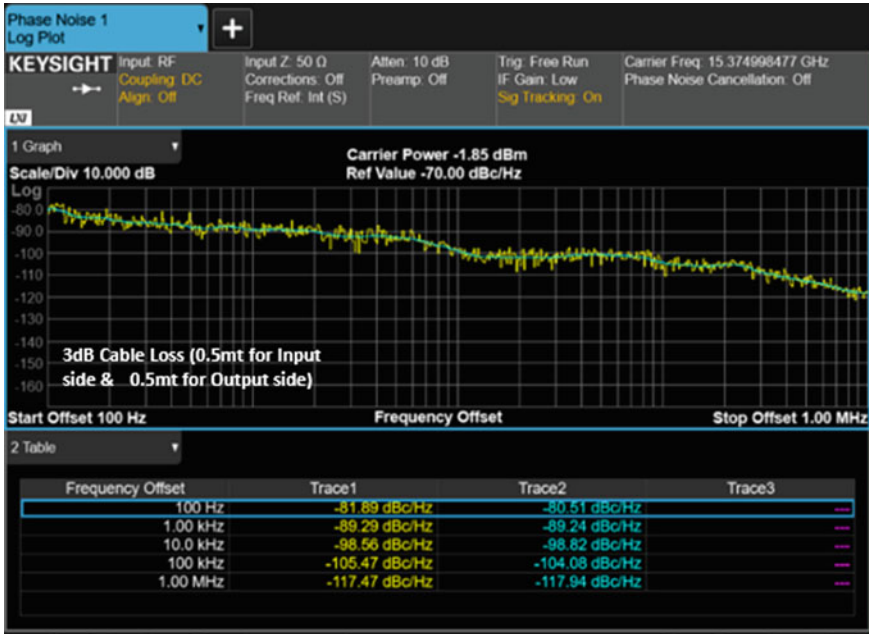 Phase Noise 1
Log Plot
+
KEYSIGHT Input: RF Input Z: 50 Ω Atten: 10 dB Trig: Free Run Carrier Freq: 15.374998477 GHz
Coupling: DC Corrections: Off Preamp: Off IF Gain: Low Phase Noise Cancellation: Off
Align: Off Freq Ref: Int (S) Sig Tracking: On
LXI
1 Graph
Carrier Power -1.85 dBm
Scale/Div 10.000 dB Ref Value -70.00 dBc/Hz
Log
-80.0
-90.0
-100
-110
-120
-130
-140
-150
-160
3dB Cable Loss (0.5mt for Input
side & 0.5mt for Output side)
Start Offset 100 Hz Frequency Offset Stop Offset 1.00 MHz
2 Table
Frequency Offset Trace1 Trace2 Trace3
100 Hz -81.89 dBc/Hz -80.51 dBc/Hz ---
1.00 kHz -89.29 dBc/Hz -89.24 dBc/Hz ---
10.0 kHz -98.56 dBc/Hz -98.82 dBc/Hz ---
100 kHz -105.47 dBc/Hz -104.08 dBc/Hz ---
1.00 MHz -117.47 dBc/Hz -117.94 dBc/Hz ---